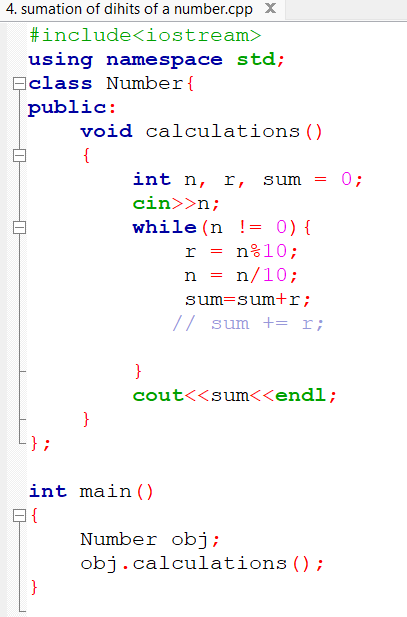 4. sumation of dihits of a number.cpp X
#include<iostream>
using namespace std;
class Number{
public:
    void calculations()
    {
        int n, r, sum = 0;
        cin>>n;
        while(n != 0){
            r = n%10;
            n = n/10;
            sum=sum+r;
           // sum += r;

        }
        cout<<sum<<endl;
    }
};

int main()
{
    Number obj;
    obj.calculations();
}